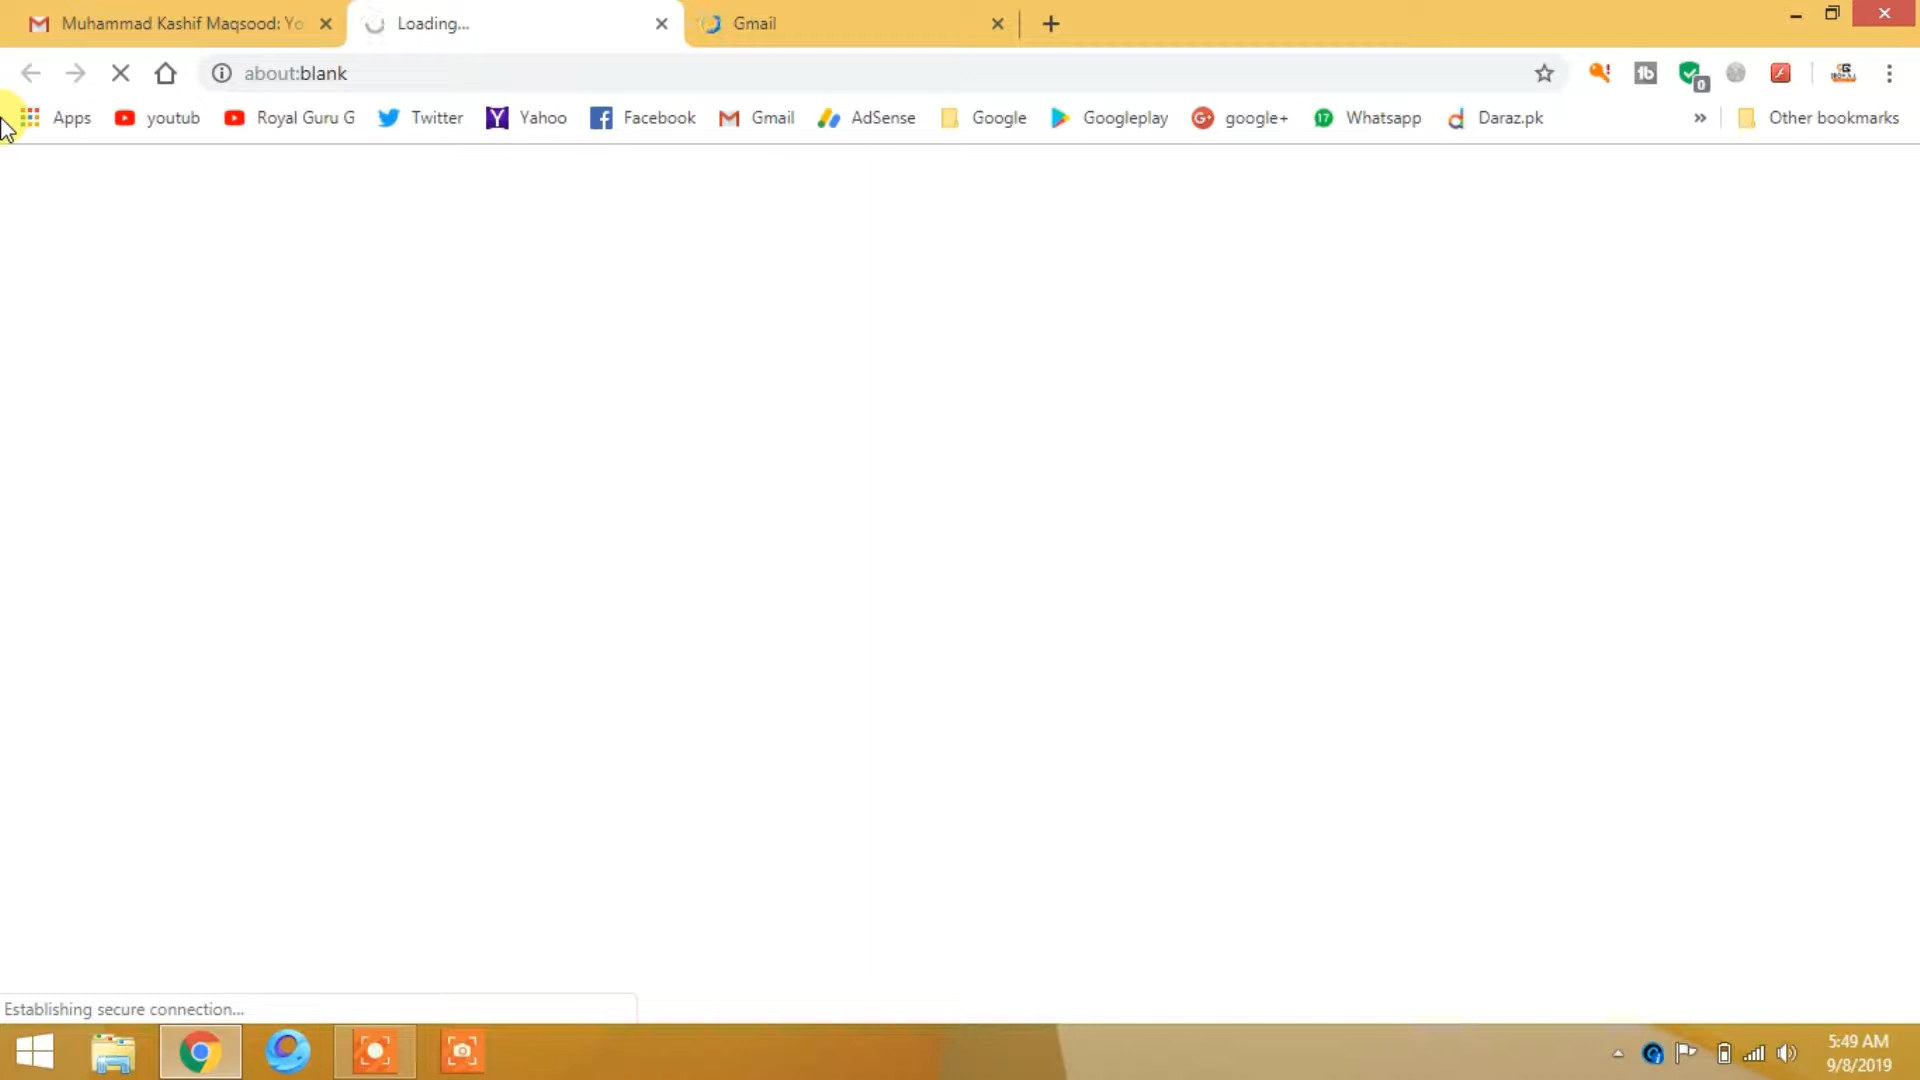 Muhammad Kashif Maqsood: Yo
Loading...
Gmail
about:blank
Apps youtub Royal Guru G Twitter Yahoo Facebook Gmail AdSense Google Googleplay google+ Whatsapp Daraz.pk » Other bookmarks
Establishing secure connection...
5:49 AM
9/8/2019